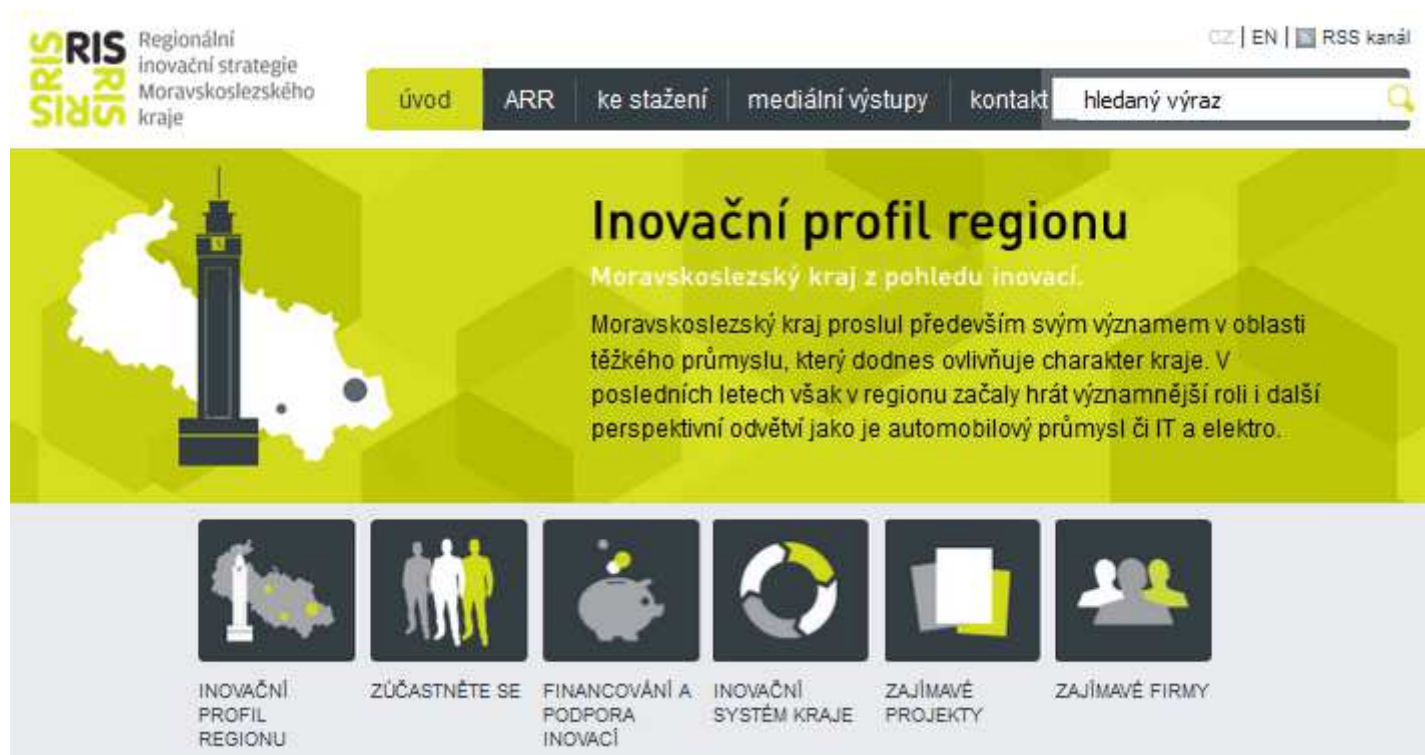 RIS
RIS
RIS
RIS
Regionální
inovační strategie
Moravskoslezského
kraje
CZ | EN | RSS kanál
úvod
ARR
ke stažení
mediální výstupy
kontakt
hledaný výraz
Inovační profil regionu
Moravskoslezský kraj z pohledu inovací.
Moravskoslezský kraj proslul především svým významem v oblasti
těžkého průmyslu, který dodnes ovlivňuje charakter kraje. V
posledních letech však v regionu začaly hrát významnější roli i další
perspektivní odvětví jako je automobilový průmysl či IT a elektro.
INOVAČNÍ
PROFIL
REGIONU
ZÚČASTNĚTE SE
FINANCOVÁNÍ A
PODPORA
INOVACÍ
INOVAČNÍ
SYSTÉM KRAJE
ZAJÍMAVÉ
PROJEKTY
ZAJÍMAVÉ FIRMY